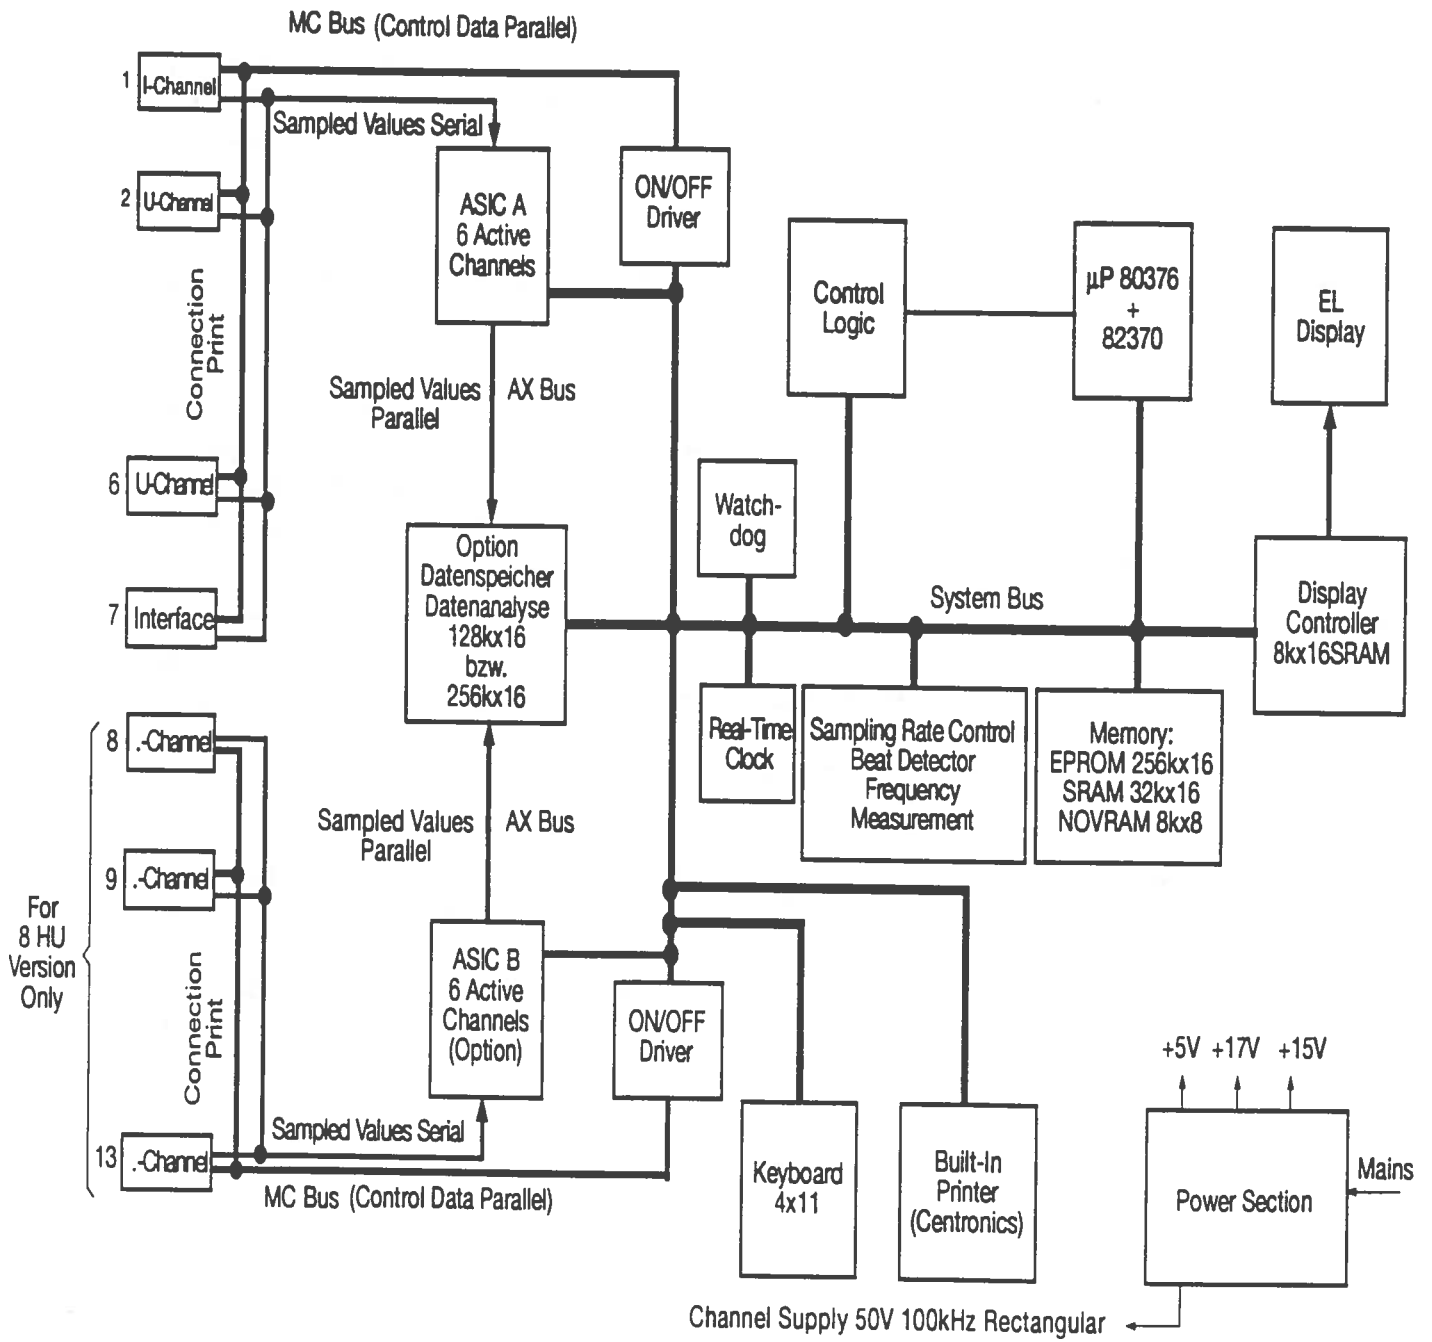 MC Bus (Control Data Parallel)
1
I-Channel
Sampled Values Serial
2
U-Channel
Connection
Print
6
U-Channel
7
Interface
ASIC A
6 Active
Channels
ON/OFF
Driver
Sampled Values
Parallel
AX Bus
Control
Logic
µP 80376
+
82370
EL
Display
Watch-
dog
Option
Datenspeicher
Datenanalyse
128kx16
bzw.
256kx16
System Bus
Display
Controller
8kx16SRAM
Real-Time
Clock
Sampling Rate Control
Beat Detector
Frequency
Measurement
Memory:
EPROM 256kx16
SRAM 32kx16
NOVRAM 8kx8
For
8 HU
Version
Only
8
.-Channel
9
.-Channel
Connection
Print
13
.-Channel
Sampled Values
Parallel
AX Bus
ASIC B
6 Active
Channels
(Option)
ON/OFF
Driver
Sampled Values Serial
MC Bus (Control Data Parallel)
Keyboard
4x11
Built-In
Printer
(Centronics)
+5V +17V +15V
Power Section
Mains
Channel Supply 50V 100kHz Rectangular